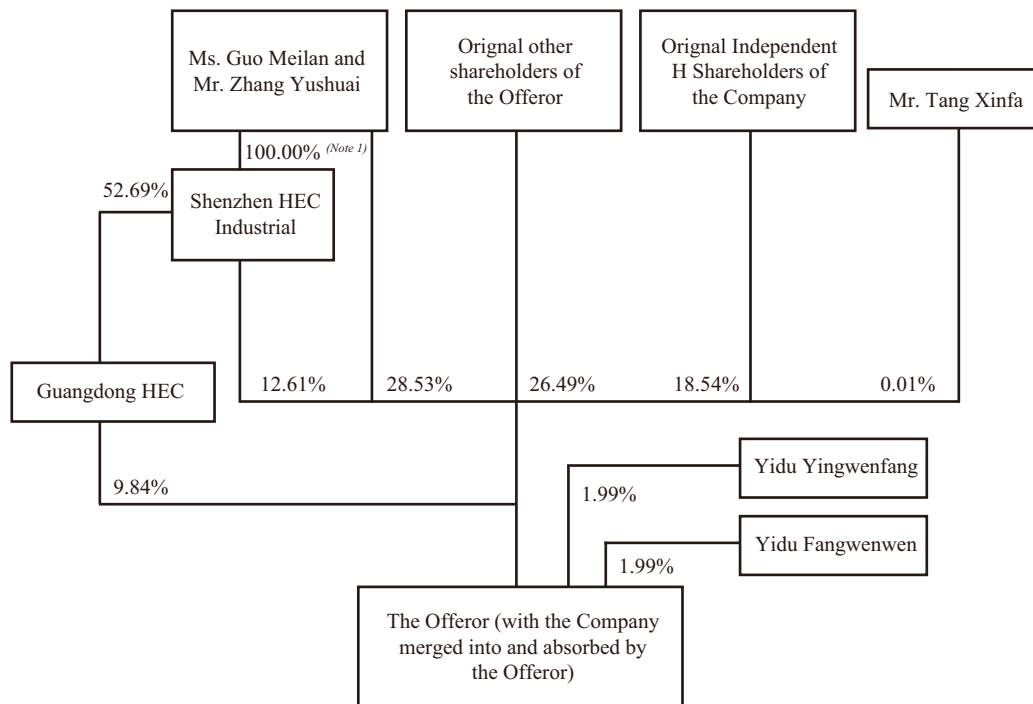 Ms. Guo Meilan and
Mr. Zhang Yushuai
Orignal other
shareholders of
the Offeror
Orignal Independent
H Shareholders of
the Company
Mr. Tang Xinfa
100.00% (Note 1)
52.69%
Shenzhen HEC
Industrial
Guangdong HEC
12.61%
28.53%
26.49%
18.54%
0.01%
9.84%
Yidu Yingwenfang
1.99%
Yidu Fangwenwen
1.99%
The Offeror (with the Company
merged into and absorbed by
the Offeror)